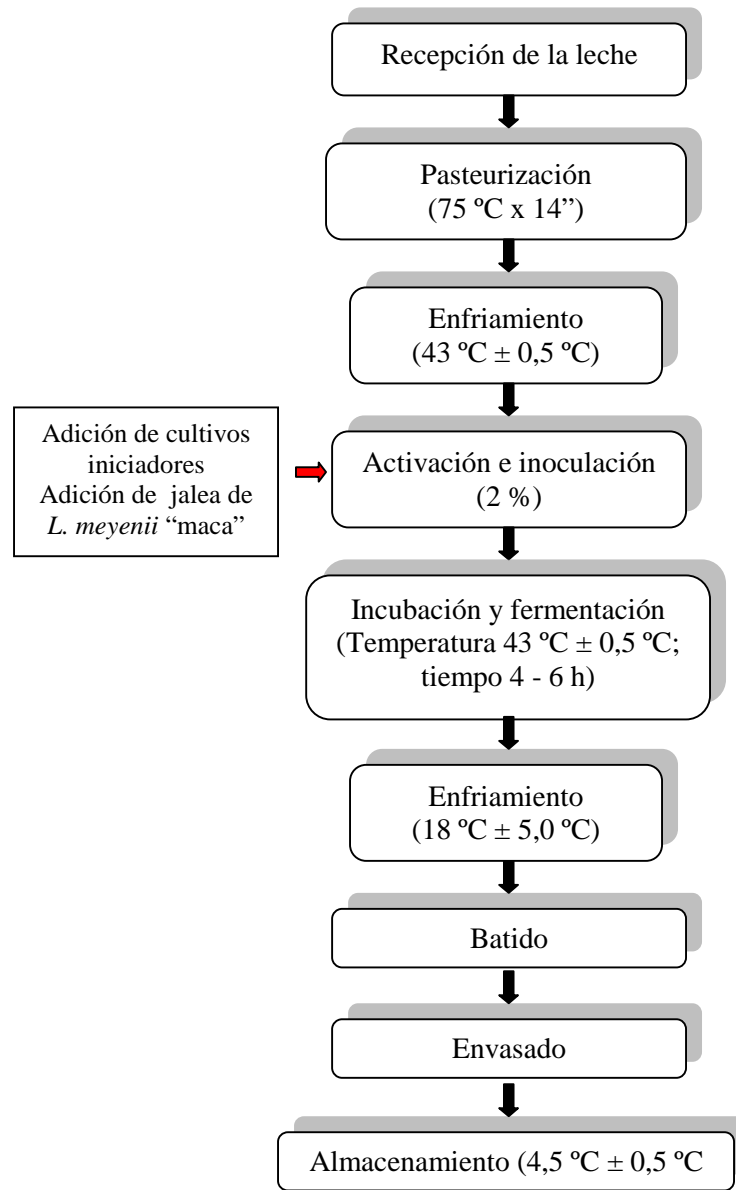 Recepción de la leche
Pasteurización
(75 ºC x 14”)
Enfriamiento
(43 ºC ± 0,5 ºC)
Adición de cultivos
iniciadores
Adición de jalea de
L. meyenii “maca”
Activación e inoculación
(2 %)
Incubación y fermentación
(Temperatura 43 ºC ± 0,5 ºC;
tiempo 4 - 6 h)
Enfriamiento
(18 ºC ± 5,0 ºC)
Batido
Envasado
Almacenamiento (4,5 ºC ± 0,5 ºC